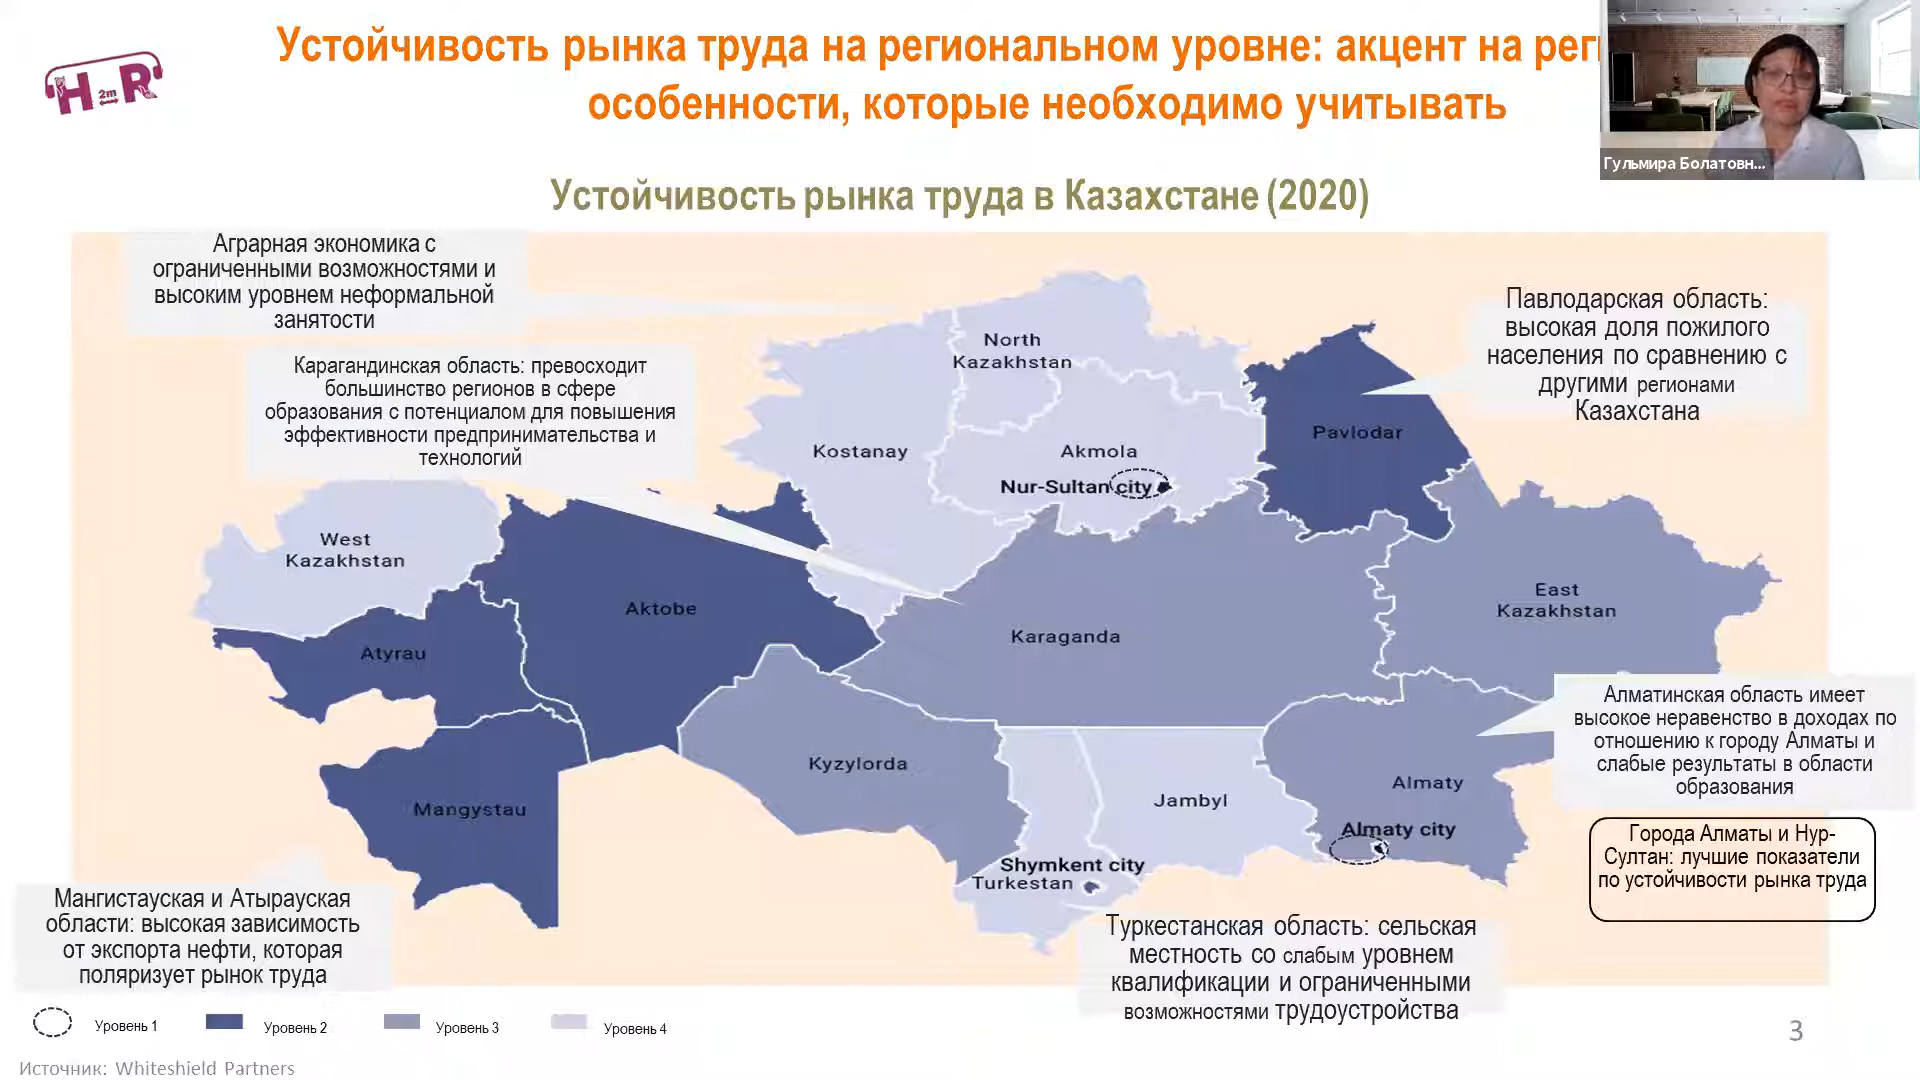 H 2m R
Устойчивость рынка труда на региональном уровне: акцент на рег
особенности, которые необходимо учитывать
Гульмира Болатовн...
Устойчивость рынка труда в Казахстане (2020)
Аграрная экономика с
ограниченными возможностями и
высоким уровнем неформальной
занятости
Карагандинская область: превосходит
большинство регионов в сфере
образования с потенциалом для повышения
эффективности предпринимательства и
технологий
Павлодарская область:
высокая доля пожилого
населения по сравнению с
другими регионами
Казахстана
North
Kazakhstan
Kostanay
Akmola
Nur-Sultan city
Pavlodar
West
Kazakhstan
Aktobe
Atyrau
Karaganda
East
Kazakhstan
Mangystau
Kyzylorda
Jambyl
Almaty
Almaty city
Shymkent city
Turkestan
Алматинская область имеет
высокое неравенство в доходах по
отношению к городу Алматы и
слабые результаты в области
образования
Города Алматы и Нур-
Султан: лучшие показатели
по устойчивости рынка труда
Мангистауская и Атырауская
области: высокая зависимость
от экспорта нефти, которая
поляризует рынок труда
Туркестанская область: сельская
местность со слабым уровнем
квалификации и ограниченными
возможностями трудоустройства
Уровень 1
Уровень 2
Уровень 3
Уровень 4
3
Источник: Whiteshield Partners